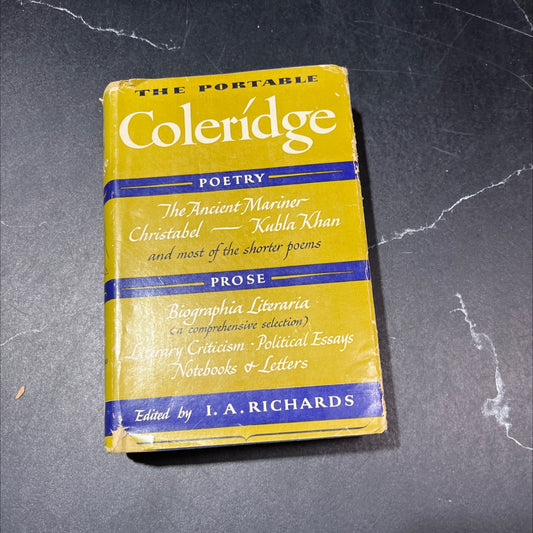 THE PORTABLE
Coleridge
POETRY
The Ancient Mariner
Christabel — Kubla Khan
and most of the shorter poems
PROSE
Biographia Literaria
(a comprehensive selection)
Literary Criticism · Political Essays
Notebooks & Letters
Edited by I. A. RICHARDS